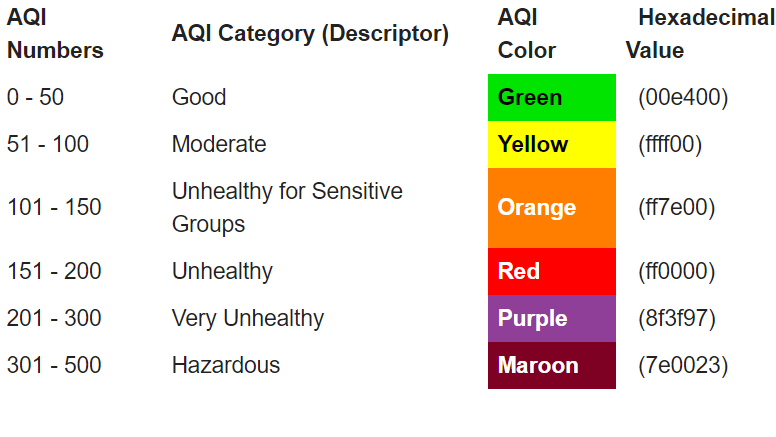 AQI Numbers AQI Category (Descriptor) AQI Color Hexadecimal Value
0 - 50 Good Green (00e400)
51 - 100 Moderate Yellow (ffff00)
101 - 150 Unhealthy for Sensitive Groups Orange (ff7e00)
151 - 200 Unhealthy Red (ff0000)
201 - 300 Very Unhealthy Purple (8f3f97)
301 - 500 Hazardous Maroon (7e0023)